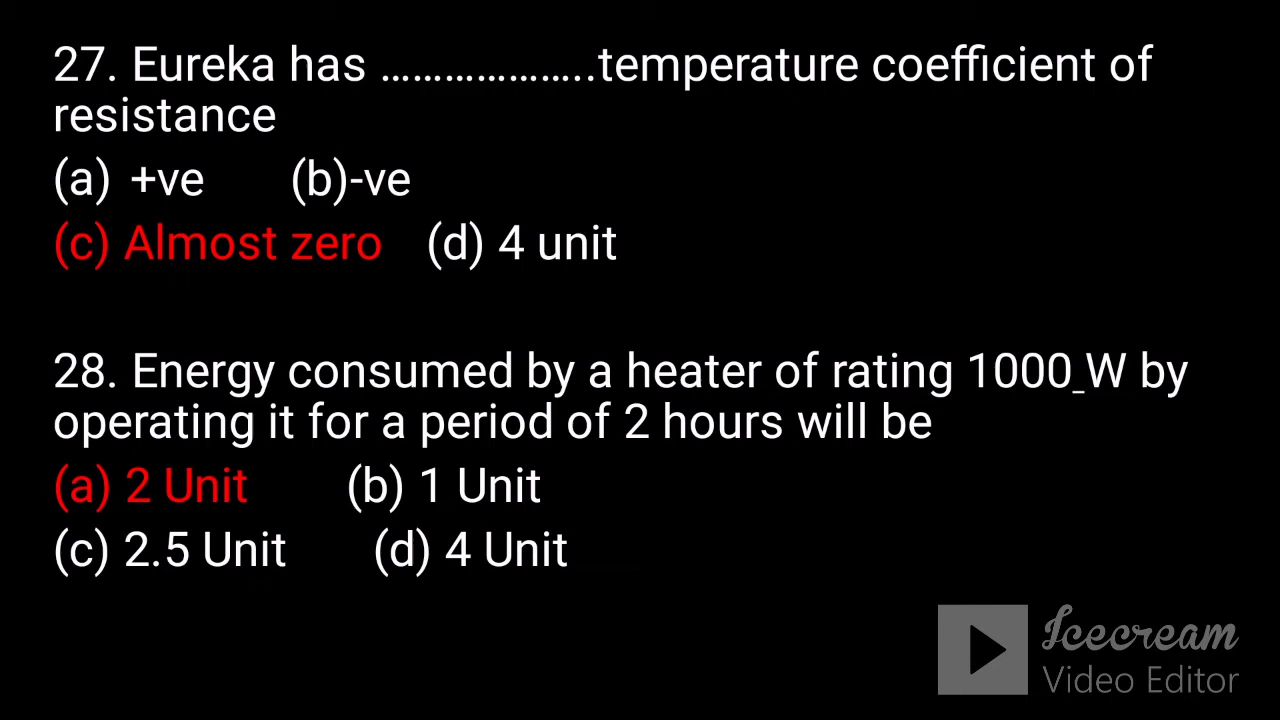 27. Eureka has …………………..temperature coefficient of
resistance
(a) +ve (b)-ve
(c) Almost zero (d) 4 unit
28. Energy consumed by a heater of rating 1000 W by
operating it for a period of 2 hours will be
(a) 2 Unit (b) 1 Unit
(c) 2.5 Unit (d) 4 Unit
Icecream
Video Editor